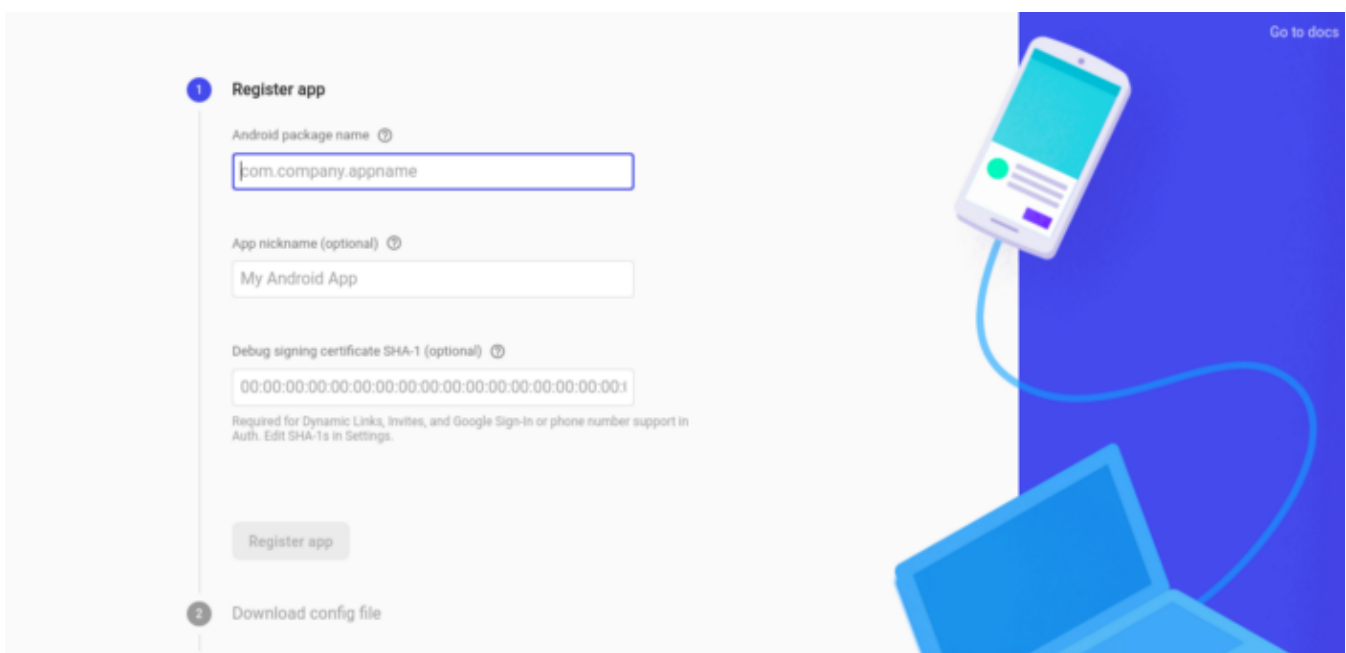 Go to docs
1 Register app
Android package name
com.company.appname
App nickname (optional)
My Android App
Debug signing certificate SHA-1 (optional)
00:00:00:00:00:00:00:00:00:00:00:00:00:00:00:00:00:
Required for Dynamic Links, Invites, and Google Sign-In or phone number support in
Auth. Edit SHA-1s in Settings.
Register app
2 Download config file